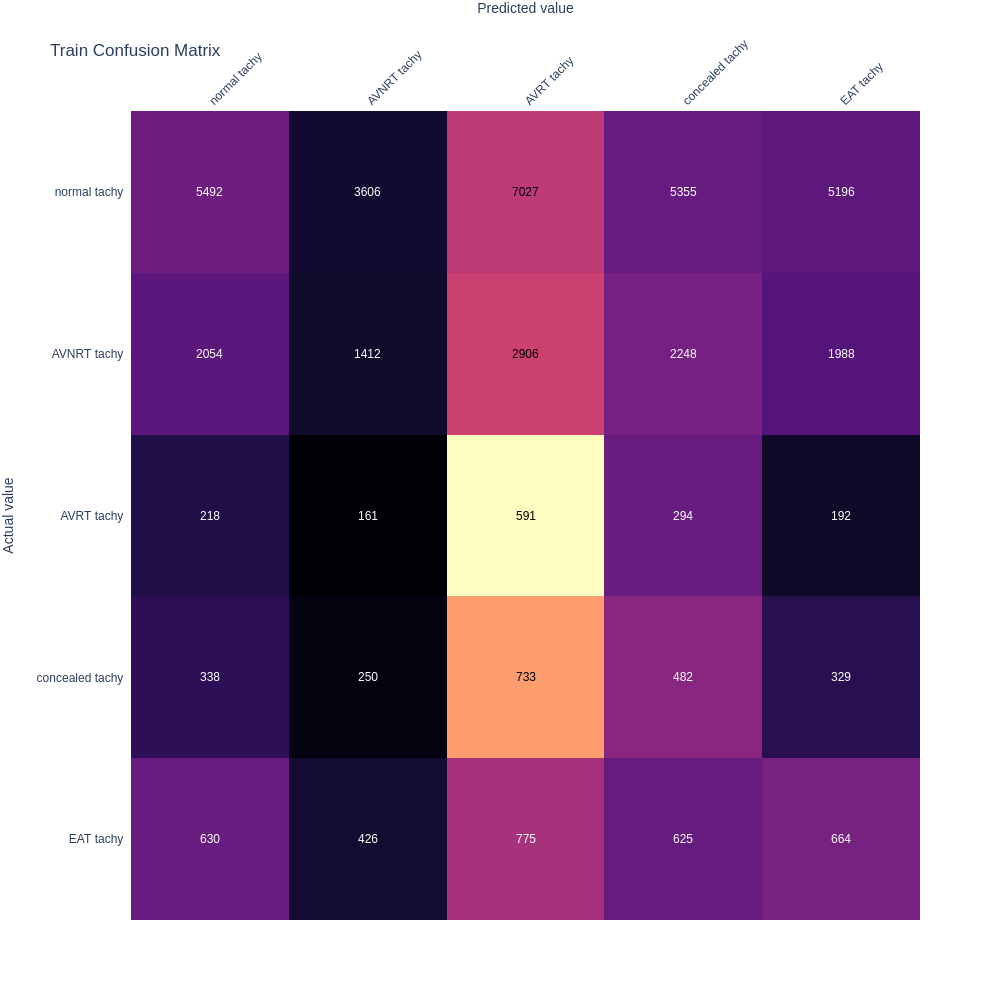 Predicted value
Train Confusion Matrix
normal tachy AVNRT tachy AVRT tachy concealed tachy EAT tachy
normal tachy 5492 3606 7027 5355 5196
AVNRT tachy 2054 1412 2906 2248 1988
Actual value
AVRT tachy 218 161 591 294 192
concealed tachy 338 250 733 482 329
EAT tachy 630 426 775 625 664